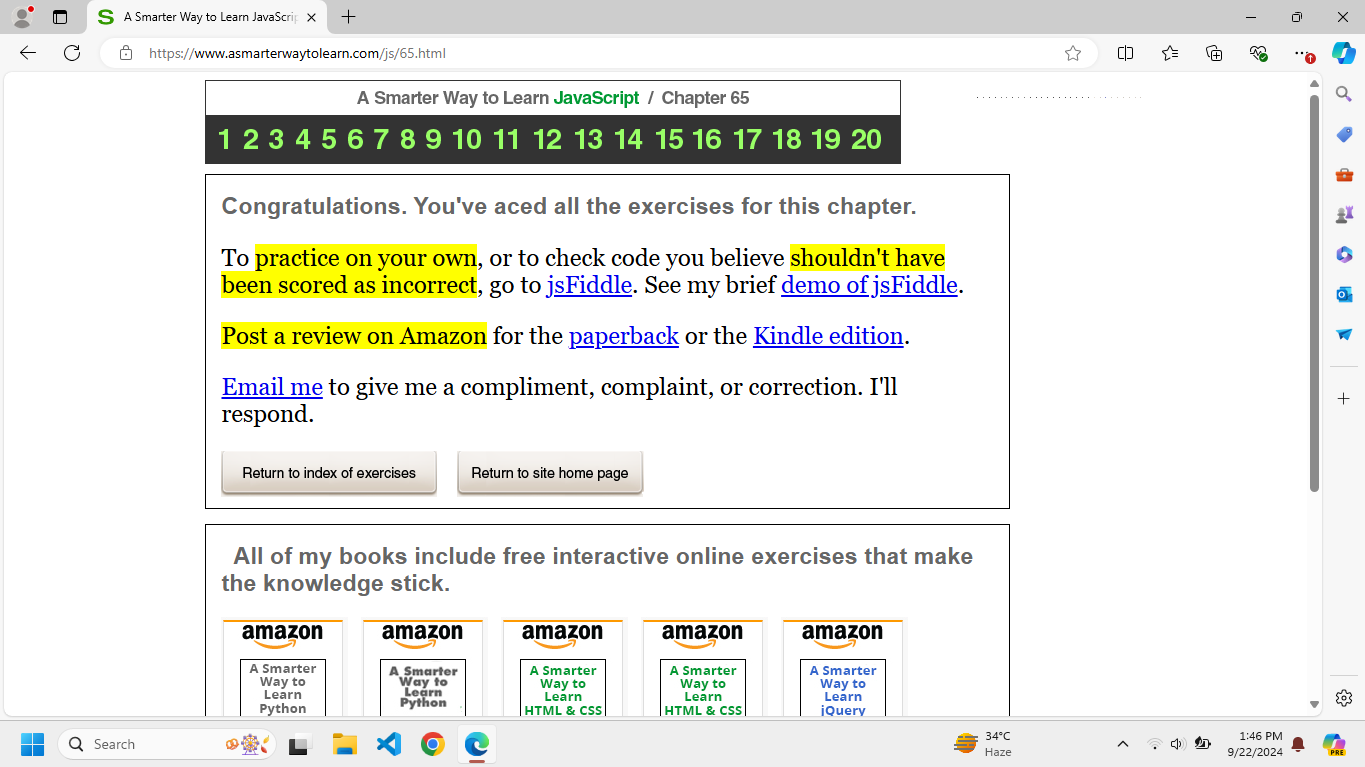 A Smarter Way to Learn JavaScrip
https://www.asmarterwaytolearn.com/js/65.html
A Smarter Way to Learn JavaScript / Chapter 65
1 2 3 4 5 6 7 8 9 10 11 12 13 14 15 16 17 18 19 20
Congratulations. You've aced all the exercises for this chapter.
To practice on your own, or to check code you believe shouldn't have
been scored as incorrect, go to jsFiddle. See my brief demo of jsFiddle.
Post a review on Amazon for the paperback or the Kindle edition.
Email me to give me a compliment, complaint, or correction. I'll
respond.
Return to index of exercises Return to site home page
All of my books include free interactive online exercises that make
the knowledge stick.
amazon amazon amazon amazon amazon
A Smarter A Smarter A Smarter A Smarter A Smarter
Way to Way to Way to Way to Way to
Learn Learn Learn Learn Learn
Python Python HTML & CSS HTML & CSS jQuery
Search
34°C
Haze
1:46 PM
9/22/2024
PRE